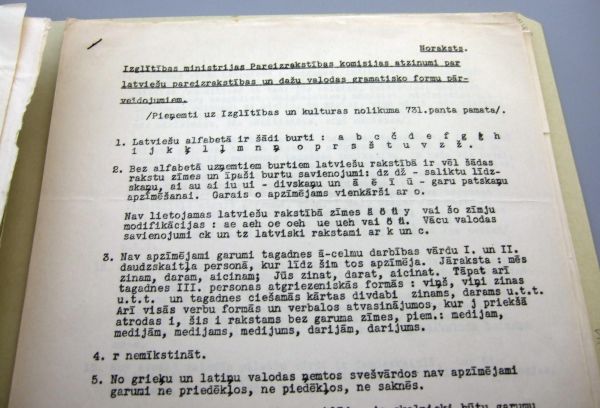 Noraksts.
Izglītības ministrijas Pareizrakstības komisijas atzinumi par
latviešu pareizrakstības un dažu valodas gramatisko formu pār-
veidojumiem.
/Pieņemti uz Izglītības un kulturas nolikuma 731.panta pamata/.
1. Latviešu alfabetā ir šādi burti : a b c č d e f g ģ h
i j k ķ l ļ m n ņ o p r s š t u v z ž .
2. Bez alfabetā uzņemtiem burtiem latviešu rakstībā ir vēl šādas
rakstu zīmes un īpaši burtu savienojumi: dz dž - saliktu līdz-
skaņu, ai au ei iu ui - divskaņu un ā ē ī ū - garu patskaņu
apzīmēšanai. Garais o apzīmējams vienkārši ar o.
Nav lietojamas latviešu rakstībā zīmes ä ö ü y vai šo zīmju
modifikācijas : ae aeh oe oeh ue ueh vai ö ü. Vācu valodas
savienojumi ck un tz latviski rakstami ar k un c.
3. Nav apzīmējami garumi tagadnes ā-celmu darbības vārdu I. un II.
daudzskaitļa personā, kur līdz šim tos apzīmēja. Jāraksta : mēs
zinam, daram, aicinam; Jūs zinat, darat, aicinat. Tāpat arī
tagadnes III. personas atgriezeniskās formās : viņš, viņi zinas
u.t.t. un tagadnes ciešamās kārtas divdabi zinams, darams u.t.t.
Arī visās verbu formās un verbalos atvasinājumos, kur j priekšā
atrodas i, šis i rakstams bez garuma zīmes, piem.: medijam,
medijām, medijams, medijums, darijām, darijums.
4. r nemīkstināt.
5. No grieķu un latiņu valodas ņemtos svešvārdos nav apzīmējami
garumi ne priedēkļos, ne piedēkļos, ne saknēs.
būtu garumu